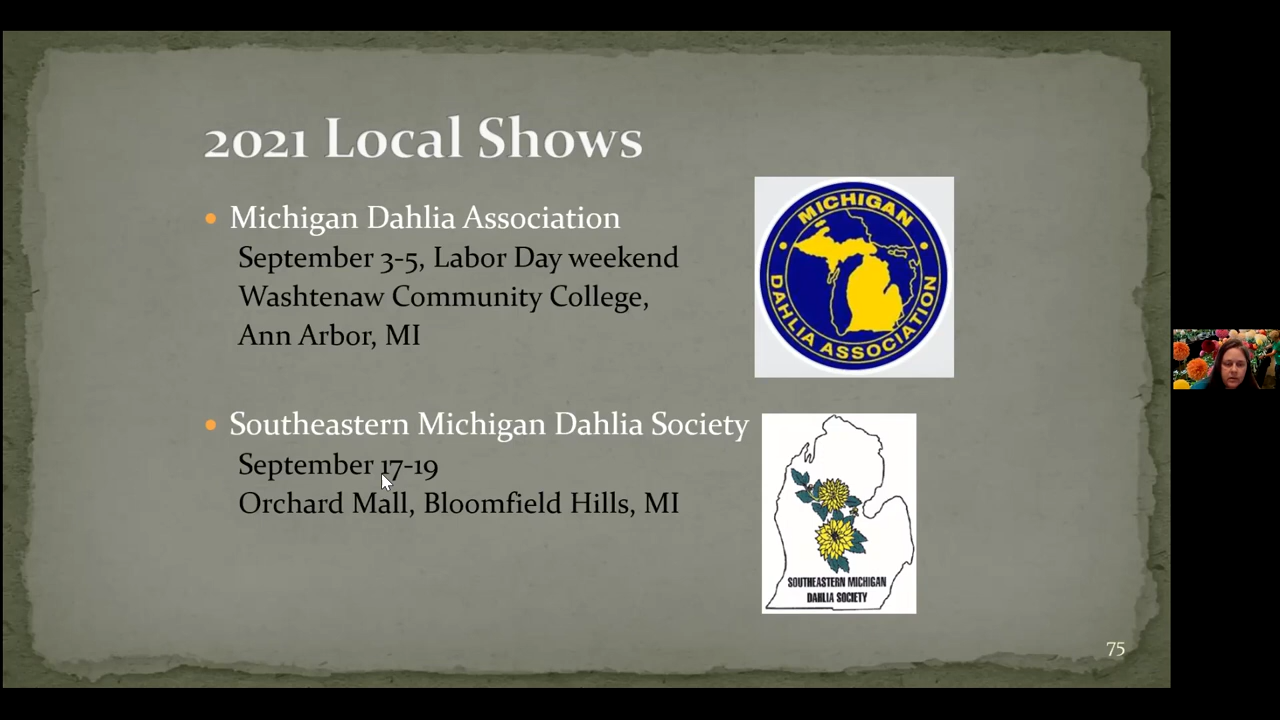 2021 Local Shows
Michigan Dahlia Association
September 3-5, Labor Day weekend
Washtenaw Community College,
Ann Arbor, MI
MICHIGAN
DAHLIA ASSOCIATION
Southeastern Michigan Dahlia Society
September 17-19
Orchard Mall, Bloomfield Hills, MI
SOUTHEASTERN MICHIGAN
DAHLIA SOCIETY
75